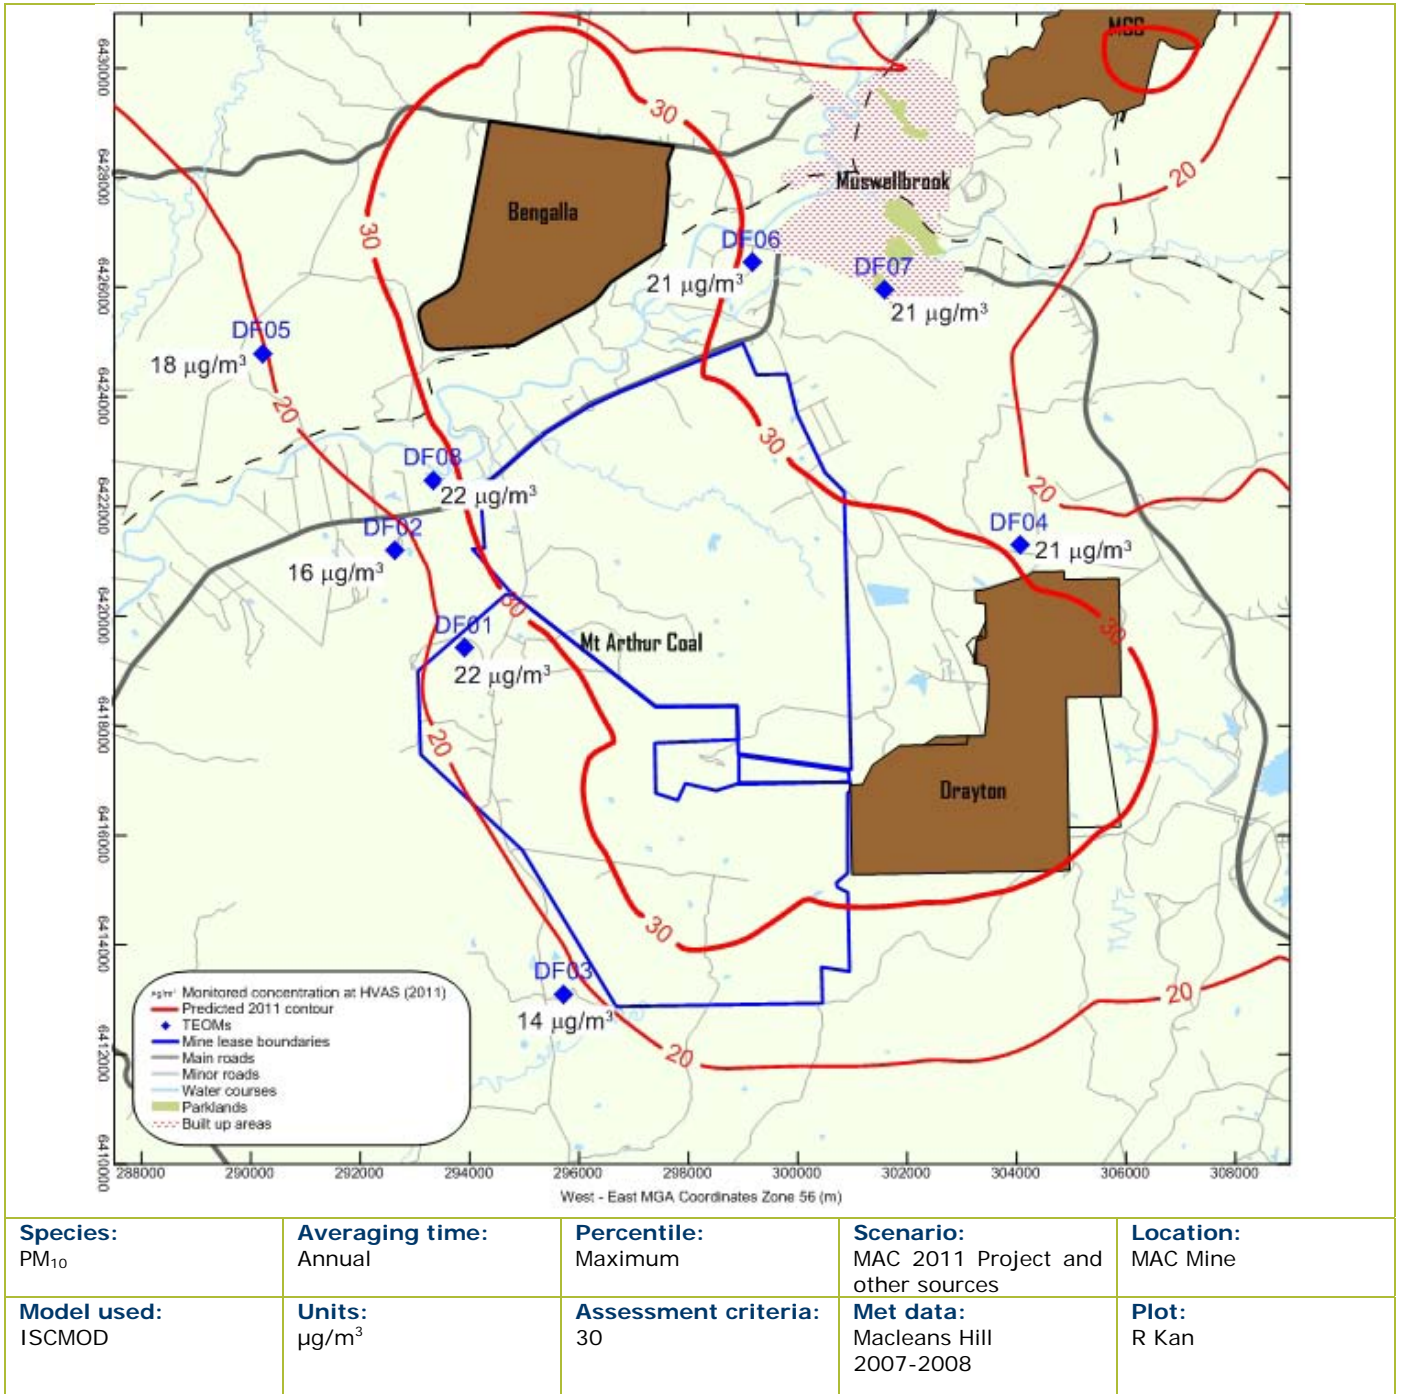 MCC
6430000
30
Muswellbrook
20
6428000
Bengalla
30
DF06
21 µg/m³
DF07
21 µg/m³
6426000
DF05
18 µg/m³
6424000
20
30
DF08
22 µg/m³
20
6422000
DF02
16 µg/m³
DF04
21 µg/m³
6420000
30
DF01
22 µg/m³
Mt Arthur Coal
30
6418000
20
Drayton
6416000
30
6414000
DF03
14 µg/m³
20
20
6412000
6410000
µg/m³ Monitored concentration at HVAS (2011)
Predicted 2011 contour
TEOMs
Mine lease boundaries
Main roads
Minor roads
Water courses
Parklands
Built up areas
288000 290000 292000 294000 296000 298000 300000 302000 304000 306000 308000
West - East MGA Coordinates Zone 56 (m)
Species:
PM₁₀
Averaging time:
Annual
Percentile:
Maximum
Scenario:
MAC 2011 Project and
other sources
Location:
MAC Mine
Model used:
ISCMOD
Units:
µg/m³
Assessment criteria:
30
Met data:
Macleans Hill
2007-2008
Plot:
R Kan